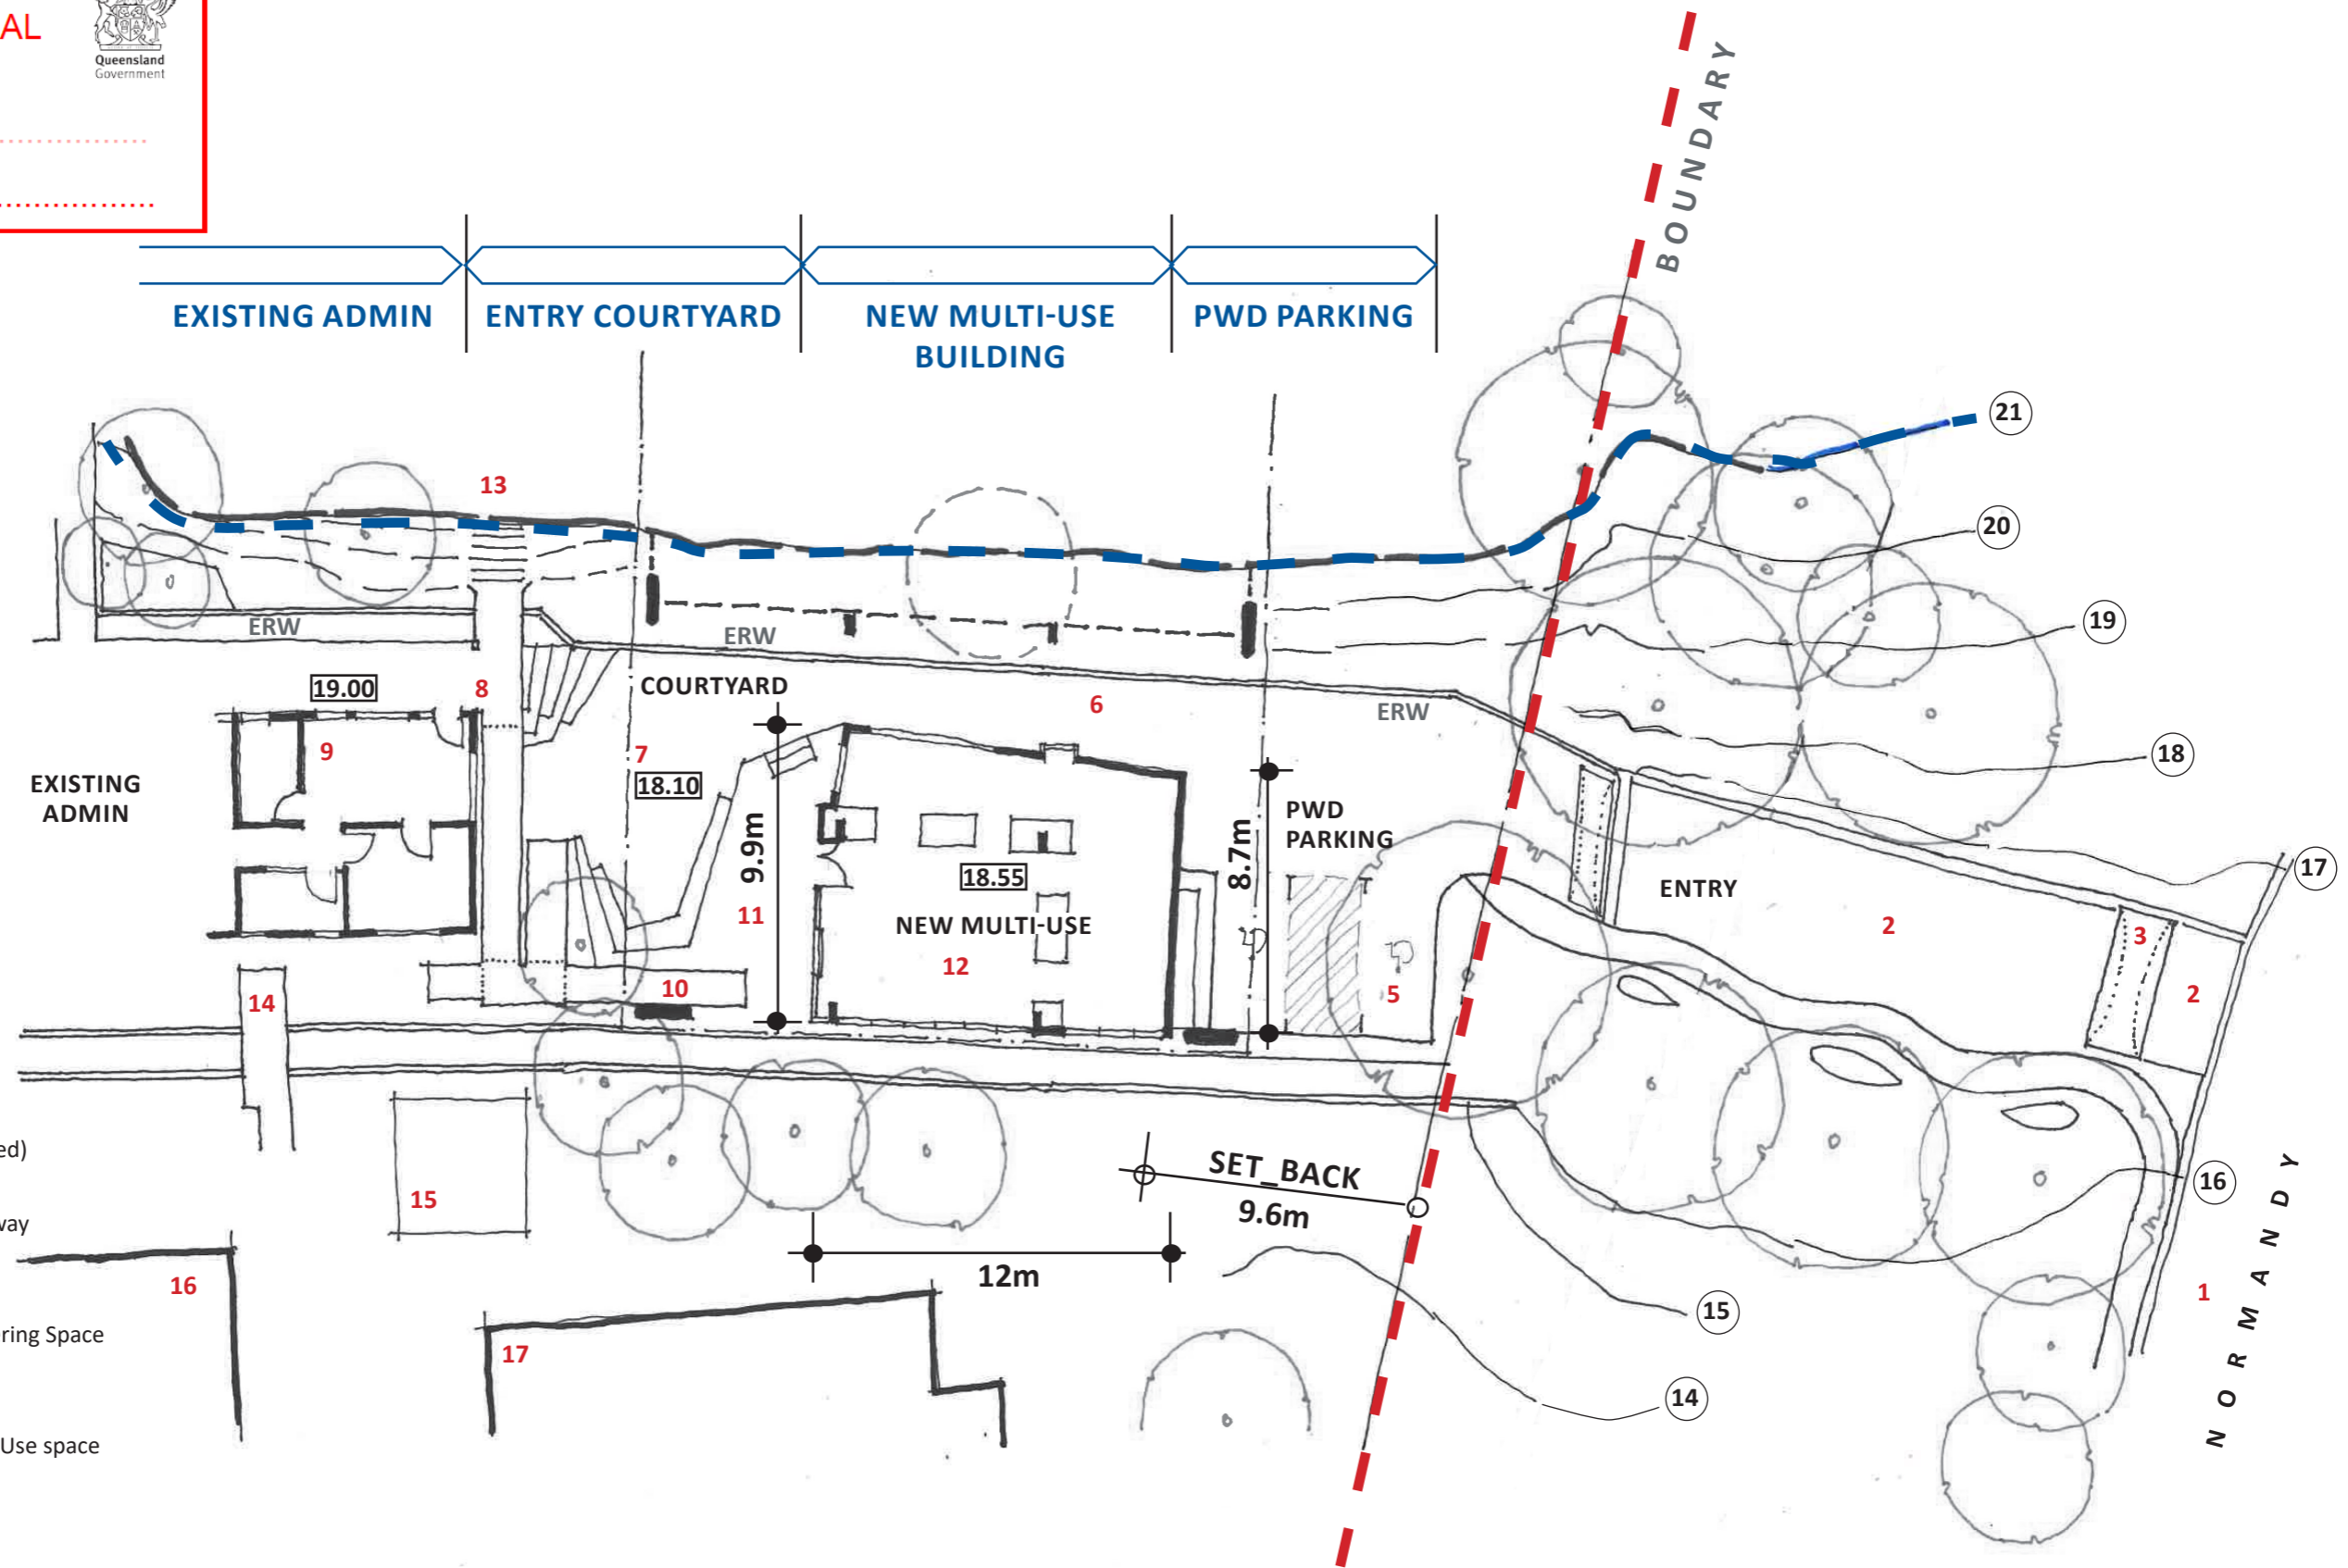 AL
Queensland
Government
BOUNDARY
EXISTING ADMIN
ENTRY COURTYARD
NEW MULTI-USE
BUILDING
PWD PARKING
21
13
20
19
ERW
ERW
19.00
8
COURTYARD
6
ERW
9
7
18
18.10
EXISTING
ADMIN
9.9m
8.7m
PWD
PARKING
17
18.55
ENTRY
11
NEW MULTI-USE
2
3
12
14
10
5
2
ed)
SET_BACK
9.6m
16
15
way
12m
16
1
NORMANDY
15
ring Space
17
14
Use space